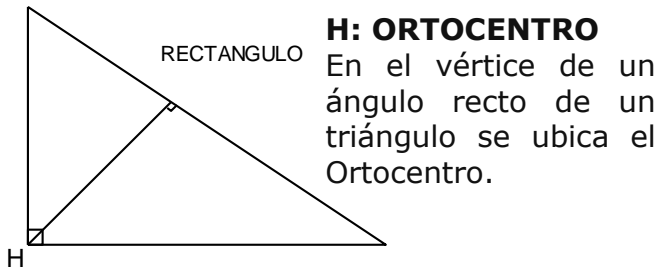 H: ORTOCENTRO
RECTANGULO
En el vértice de un
ángulo recto de un
triángulo se ubica el
Ortocentro.
H